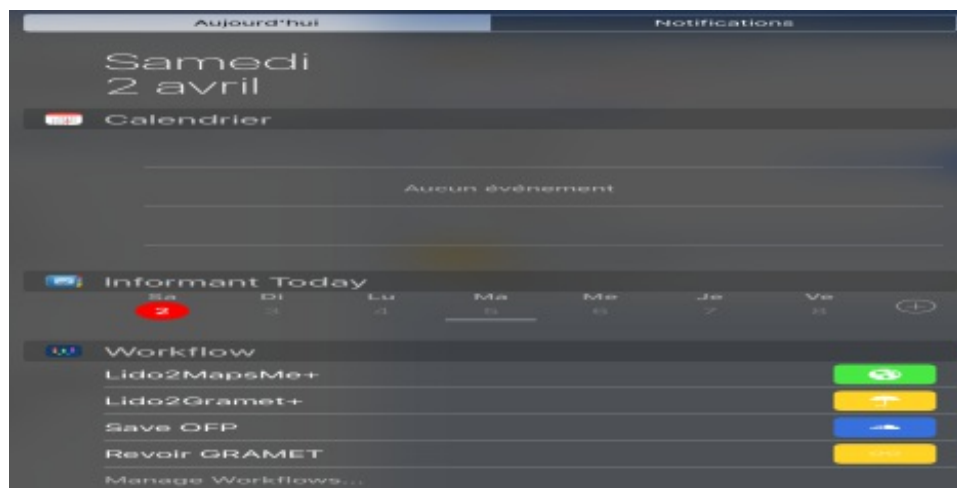 Aujourd'hui Notifications
Samedi
2 avril
Calendrier
Aucun événement
Informant Today
Sa Di Lu Ma Me Je Ve
2 3 4 5 6 7 8
Workflow
Lido2MapsMe+
Lido2Gramet+
Save OFP
Revoir GRAMET
Manage Workflows...